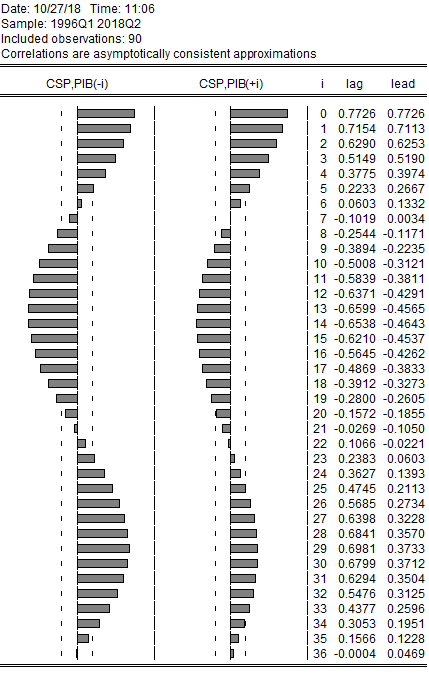 Date: 10/27/18 Time: 11:06
Sample: 1996Q1 2018Q2
Included observations: 90
Correlations are asymptotically consistent approximations
CSP,PIB(-i) CSP,PIB(+i) i lag lead
0 0.7726 0.7726
1 0.7154 0.7113
2 0.6290 0.6253
3 0.5149 0.5190
4 0.3775 0.3974
5 0.2233 0.2667
6 0.0603 0.1332
7 -0.1019 0.0034
8 -0.2544 -0.1171
9 -0.3894 -0.2235
10 -0.5008 -0.3121
11 -0.5839 -0.3811
12 -0.6371 -0.4291
13 -0.6599 -0.4565
14 -0.6538 -0.4643
15 -0.6210 -0.4537
16 -0.5645 -0.4262
17 -0.4869 -0.3833
18 -0.3912 -0.3273
19 -0.2800 -0.2605
20 -0.1572 -0.1855
21 -0.0269 -0.1050
22 0.1066 -0.0221
23 0.2383 0.0603
24 0.3627 0.1393
25 0.4745 0.2113
26 0.5685 0.2734
27 0.6398 0.3228
28 0.6841 0.3570
29 0.6981 0.3733
30 0.6799 0.3712
31 0.6294 0.3504
32 0.5476 0.3125
33 0.4377 0.2596
34 0.3053 0.1951
35 0.1566 0.1228
36 -0.0004 0.0469